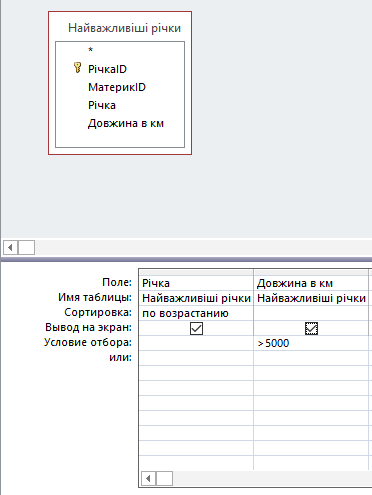 Найважливіші річки
*
РічкаID
МатерикID
Річка
Довжина в км
Поле: Річка Довжина в км
Имя таблицы: Найважливіші річки Найважливіші річки
Сортировка: по возрастанию
Вывод на экран:
Условие отбора: >5000
или: